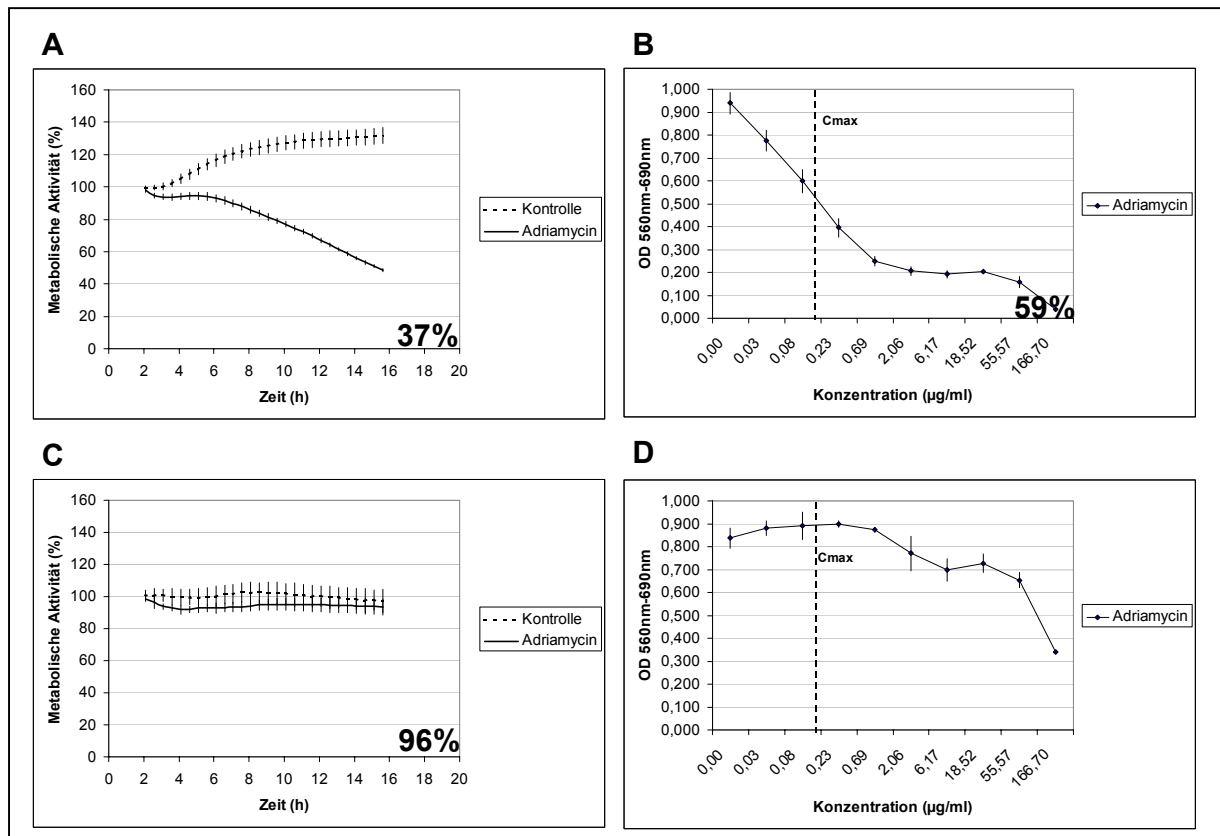 A
160
140
120
100
80
60
40
20
0
Metabolische Aktivität (%)
0 2 4 6 8 10 12 14 16 18 20
Zeit (h)
37%
Kontrolle
Adriamycin
B
1,000
0,900
0,800
0,700
0,600
0,500
0,400
0,300
0,200
0,100
0,000
OD 560nm-690nm
Cmax
59%
0,00 0,03 0,08 0,23 0,69 2,06 6,17 18,52 55,57 166,70
Konzentration (µg/ml)
Adriamycin
C
160
140
120
100
80
60
40
20
0
Metabolische Aktivität (%)
0 2 4 6 8 10 12 14 16 18 20
Zeit (h)
96%
Kontrolle
Adriamycin
D
1,000
0,900
0,800
0,700
0,600
0,500
0,400
0,300
0,200
0,100
0,000
OD 560nm-690nm
Cmax
0,00 0,03 0,08 0,23 0,69 2,06 6,17 18,52 55,57 166,70
Konzentration (µg/ml)
Adriamycin